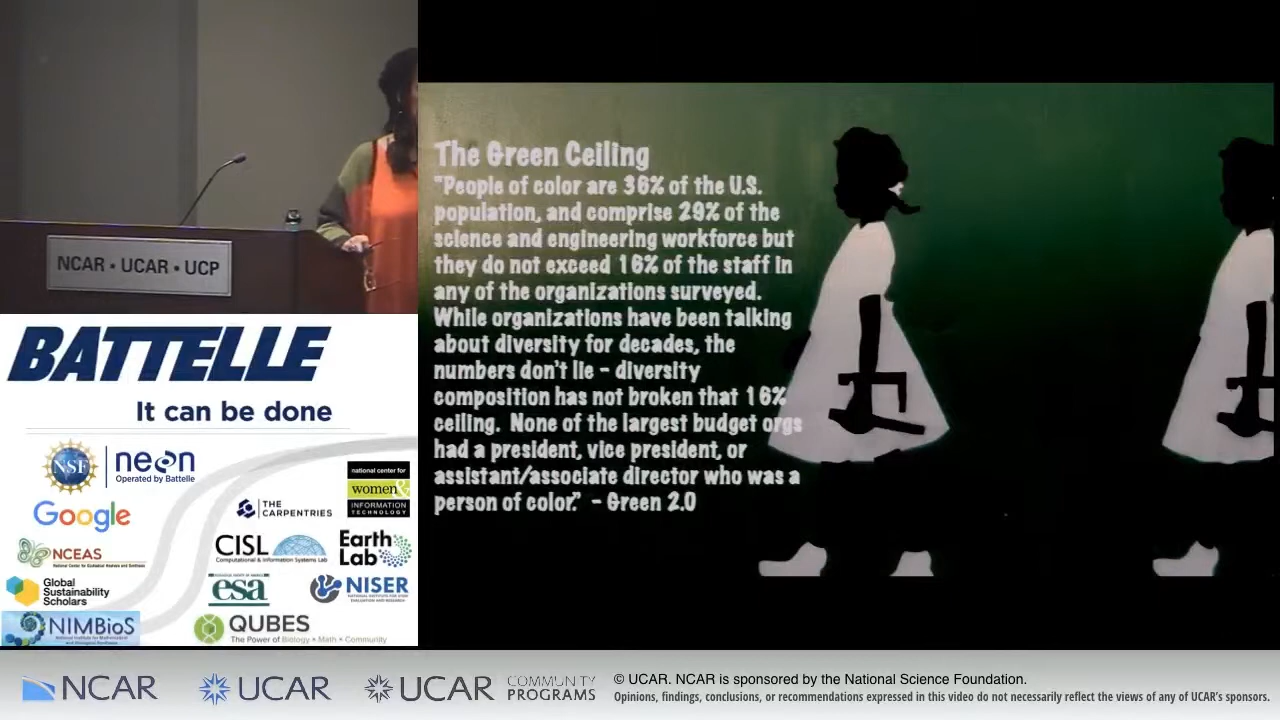 NCAR • UCAR • UCP
BATTELLE
It can be done
NSF
neon
Operated by Battelle
national center for
women &
INFORMATION
TECHNOLOGY
Google
THE
CARPENTRIES
NCEAS
CISL
Computational & Information Systems Lab
Earth
Lab
Global
Sustainability
Scholars
esa
NISER
NIMBioS
QUBES
The Power of Biology • Math • Community
The Green Ceiling
"People of color are 36% of the U.S.
population, and comprise 29% of the
science and engineering workforce but
they do not exceed 16% of the staff in
any of the organizations surveyed.
While organizations have been talking
about diversity for decades, the
numbers don't lie – diversity
composition has not broken that 16%
ceiling. None of the largest budget orgs
had a president, vice president, or
assistant/associate director who was a
person of color." – Green 2.0
NCAR
UCAR
UCAR
COMMUNITY
PROGRAMS
© UCAR. NCAR is sponsored by the National Science Foundation.
Opinions, findings, conclusions, or recommendations expressed in this video do not necessarily reflect the views of any of UCAR's sponsors.